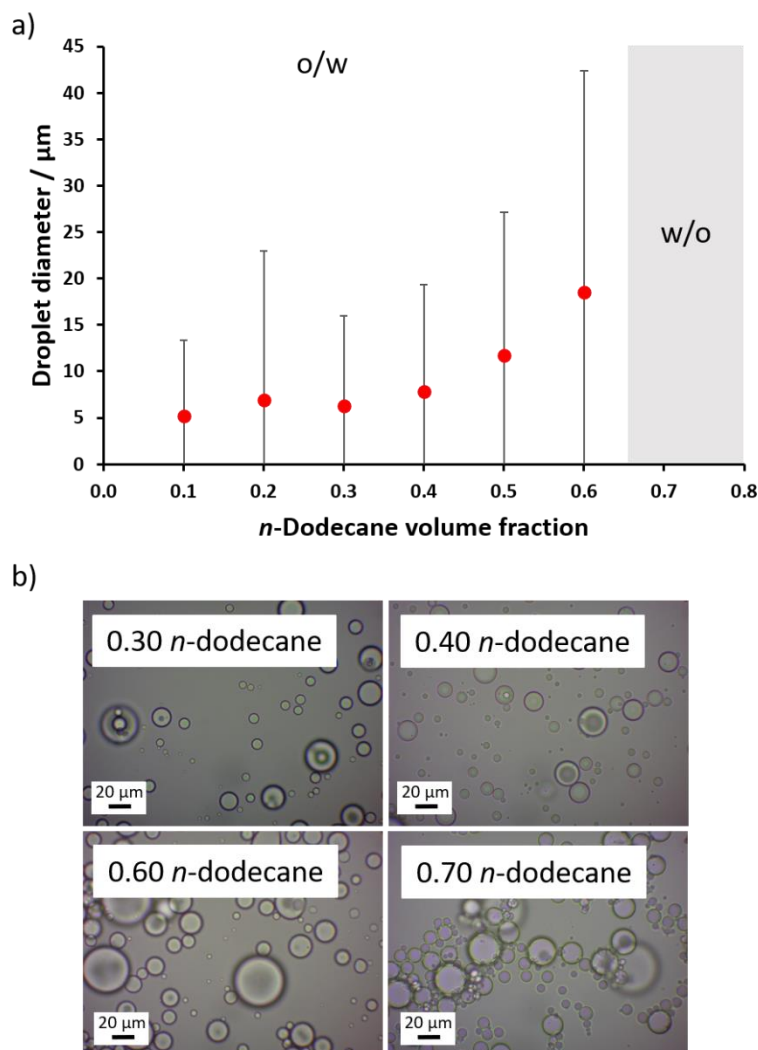 a)
45
40
35
30
25
20
15
10
5
0
Droplet diameter / µm
o/w
w/o
0.0 0.1 0.2 0.3 0.4 0.5 0.6 0.7 0.8
n-Dodecane volume fraction
b)
0.30 n-dodecane
20 µm
0.40 n-dodecane
20 µm
0.60 n-dodecane
20 µm
0.70 n-dodecane
20 µm